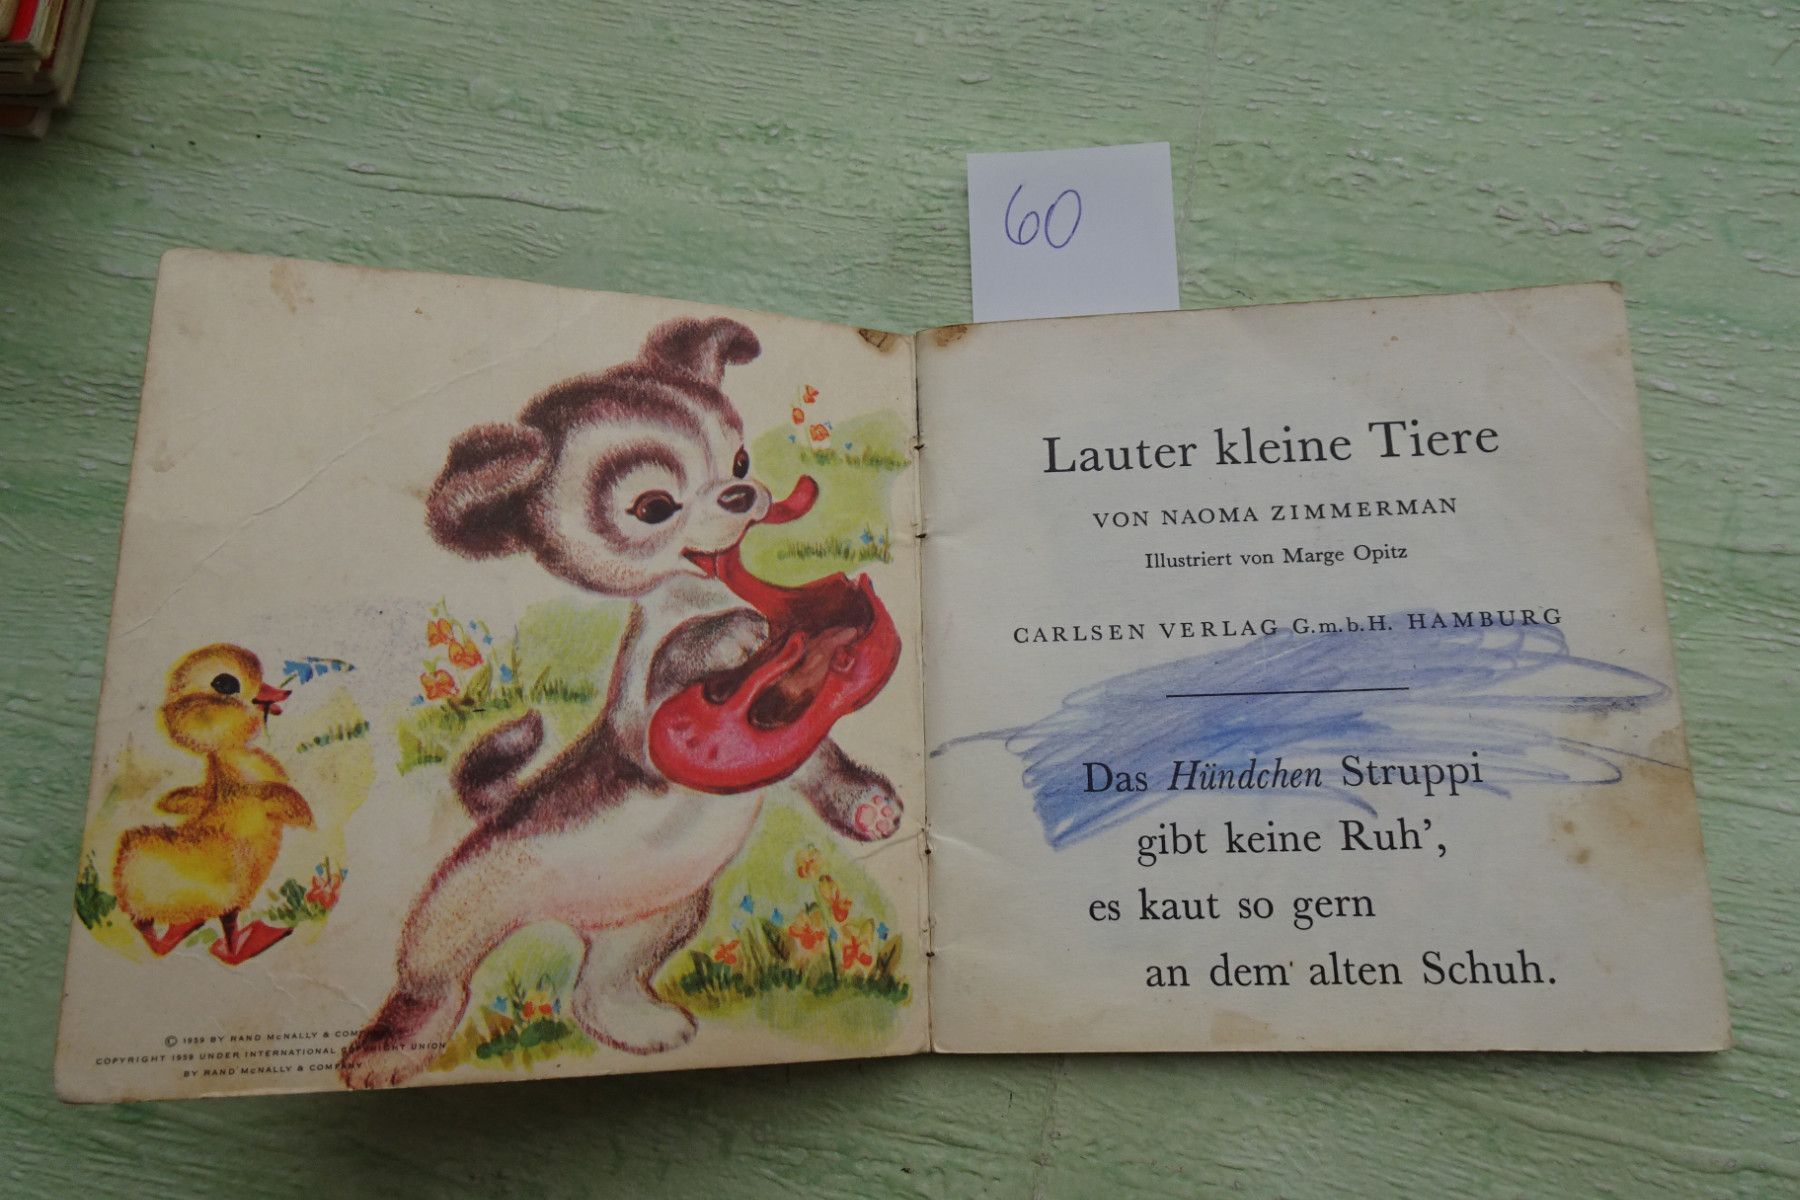 60
© 1959 BY RAND McNALLY & COMPANY
COPYRIGHT 1959 UNDER INTERNATIONAL COPYRIGHT UNION
BY RAND McNALLY & COMPANY
Lauter kleine Tiere
VON NAOMA ZIMMERMAN
Illustriert von Marge Opitz
CARLSEN VERLAG G.m.b.H. HAMBURG
Das Hündchen Struppi
gibt keine Ruh’,
es kaut so gern
an dem alten Schuh.